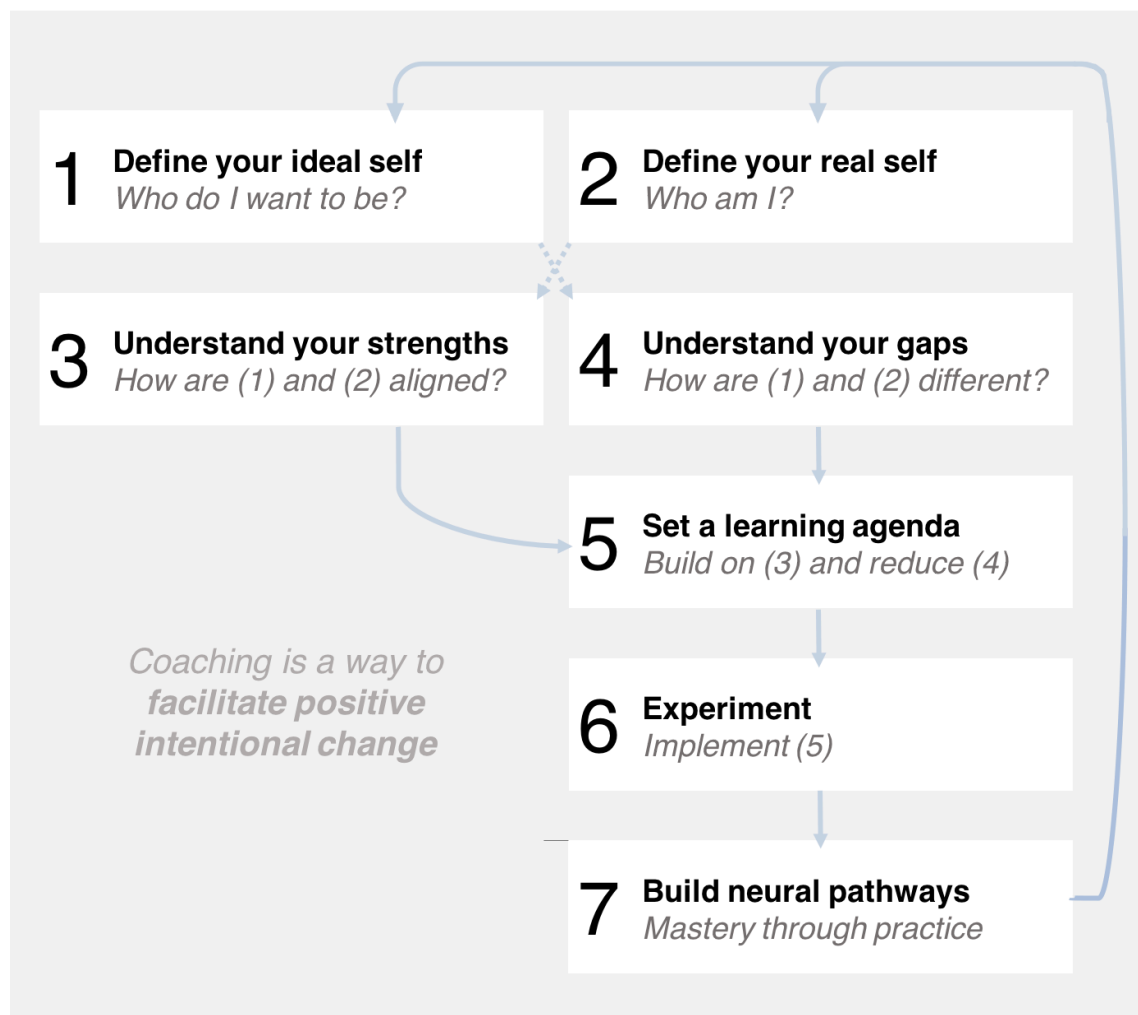 1 Define your ideal self
Who do I want to be?
2 Define your real self
Who am I?
3 Understand your strengths
How are (1) and (2) aligned?
4 Understand your gaps
How are (1) and (2) different?
5 Set a learning agenda
Build on (3) and reduce (4)
Coaching is a way to
facilitate positive
intentional change
6 Experiment
Implement (5)
7 Build neural pathways
Mastery through practice